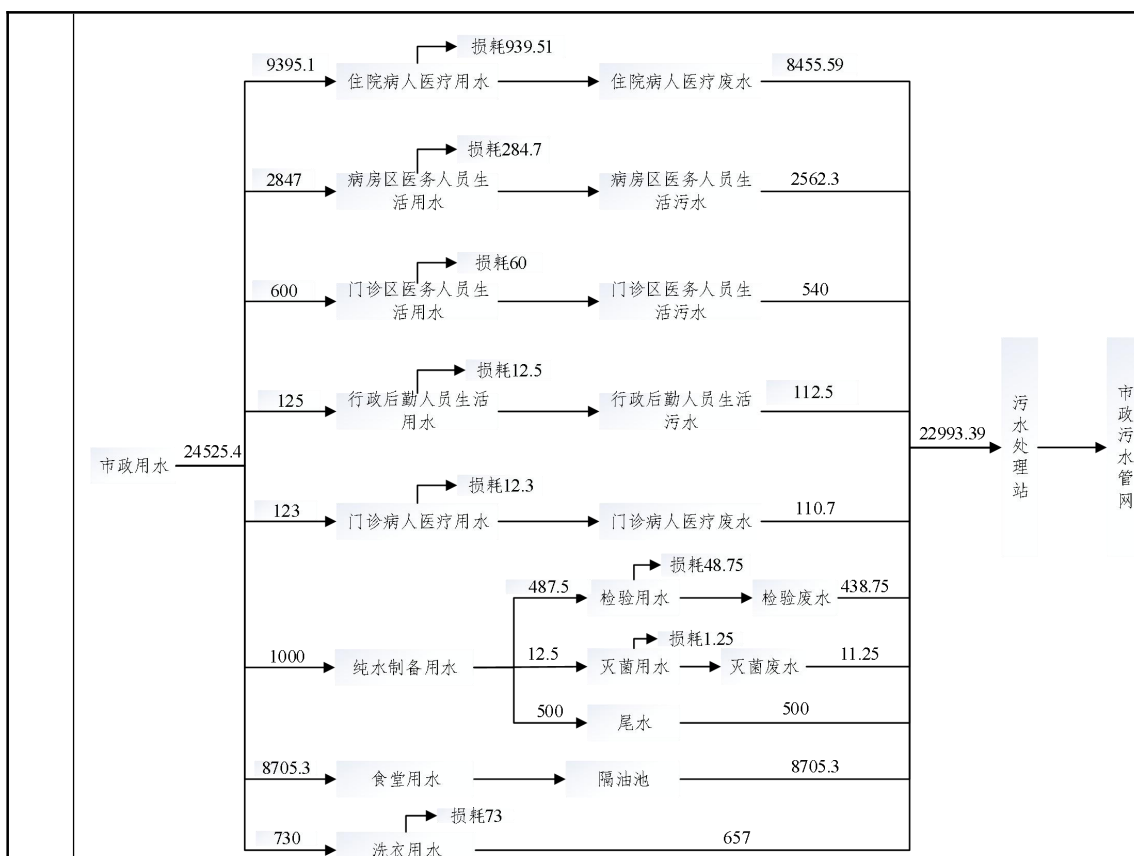 损耗939.51
9395.1
住院病人医疗用水
住院病人医疗废水
8455.59
损耗284.7
2847
病房区医务人员生
活用水
病房区医务人员生
活污水
2562.3
损耗60
600
门诊区医务人员生
活用水
门诊区医务人员生
活污水
540
损耗12.5
125
行政后勤人员生活
用水
行政后勤人员生活
污水
112.5
市政用水
24525.4
22993.39
污水处理站
市政污水管网
损耗12.3
123
门诊病人医疗用水
门诊病人医疗废水
110.7
损耗48.75
487.5
检验用水
检验废水
438.75
损耗1.25
1000
纯水制备用水
12.5
灭菌用水
灭菌废水
11.25
500
尾水
500
8705.3
食堂用水
隔油池
8705.3
损耗73
730
洗衣用水
657